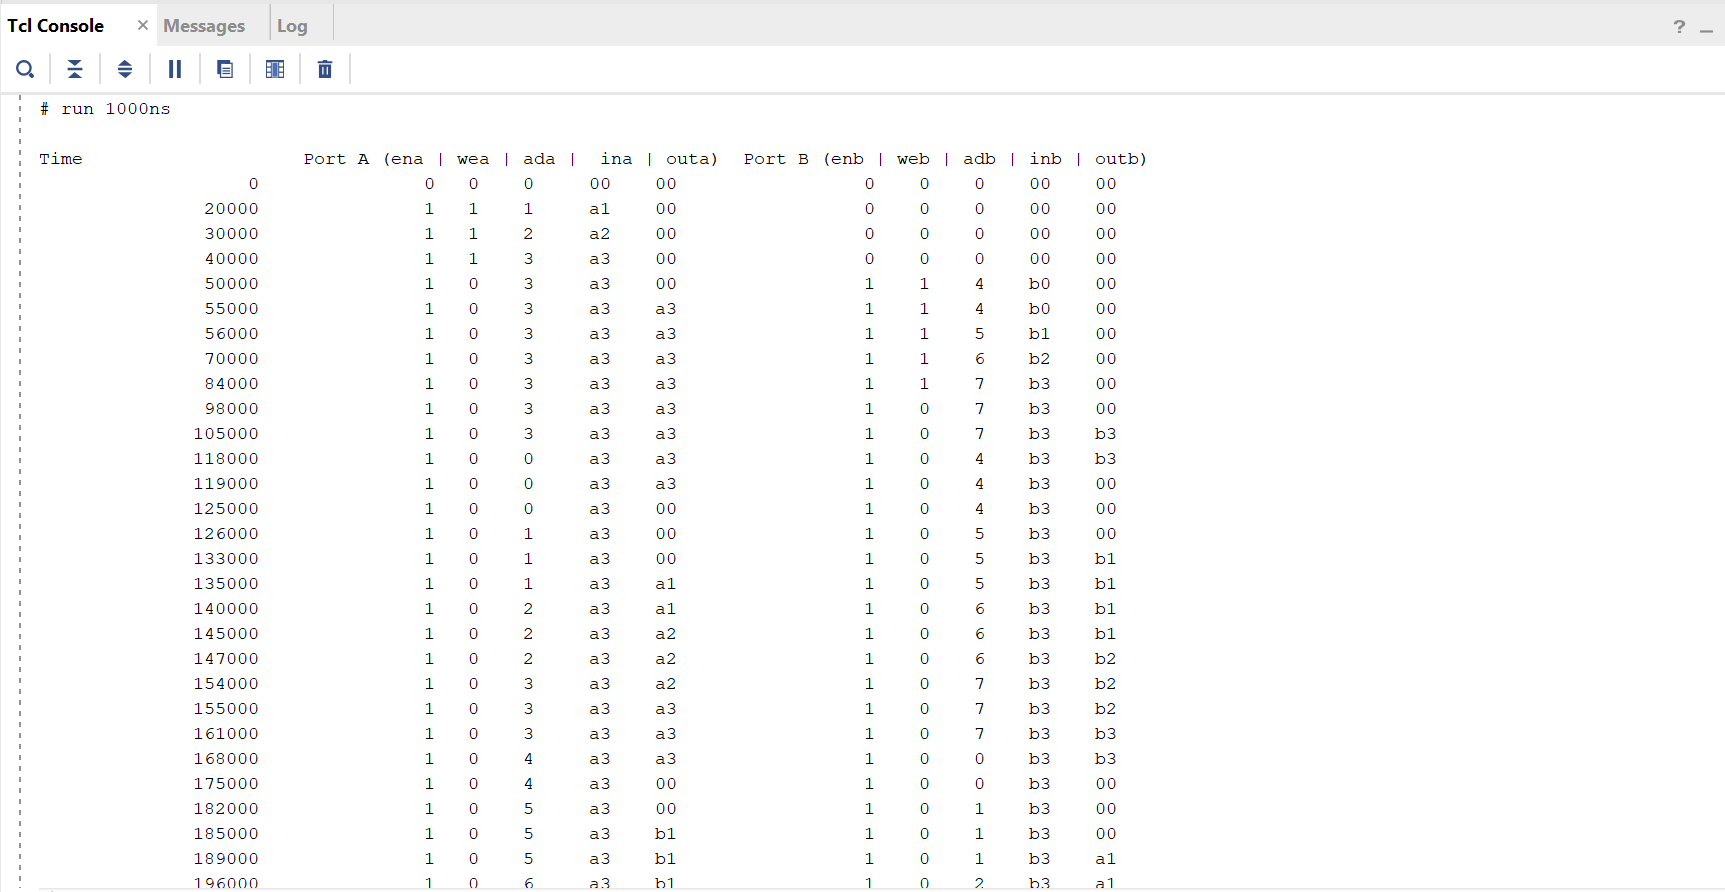 Tcl Console × Messages Log ? _
# run 1000ns
Time Port A (ena | wea | ada | ina | outa) Port B (enb | web | adb | inb | outb)
0 0 0 0 00 00 0 0 0 00 00
20000 1 1 1 a1 00 0 0 0 00 00
30000 1 1 2 a2 00 0 0 0 00 00
40000 1 1 3 a3 00 0 0 0 00 00
50000 1 0 3 a3 00 1 1 4 b0 00
55000 1 0 3 a3 a3 1 1 4 b0 00
56000 1 0 3 a3 a3 1 1 5 b1 00
70000 1 0 3 a3 a3 1 1 6 b2 00
84000 1 0 3 a3 a3 1 1 7 b3 00
98000 1 0 3 a3 a3 1 0 7 b3 00
105000 1 0 3 a3 a3 1 0 7 b3 b3
118000 1 0 0 a3 a3 1 0 4 b3 b3
119000 1 0 0 a3 a3 1 0 4 b3 00
125000 1 0 0 a3 00 1 0 4 b3 00
126000 1 0 1 a3 00 1 0 5 b3 00
133000 1 0 1 a3 00 1 0 5 b3 b1
135000 1 0 1 a3 a1 1 0 5 b3 b1
140000 1 0 2 a3 a1 1 0 6 b3 b1
145000 1 0 2 a3 a2 1 0 6 b3 b1
147000 1 0 2 a3 a2 1 0 6 b3 b2
154000 1 0 3 a3 a2 1 0 7 b3 b2
155000 1 0 3 a3 a3 1 0 7 b3 b2
161000 1 0 3 a3 a3 1 0 7 b3 b3
168000 1 0 4 a3 a3 1 0 0 b3 b3
175000 1 0 4 a3 00 1 0 0 b3 00
182000 1 0 5 a3 00 1 0 1 b3 00
185000 1 0 5 a3 b1 1 0 1 b3 00
189000 1 0 5 a3 b1 1 0 1 b3 a1
196000 1 0 6 a3 b1 1 0 2 b3 a1